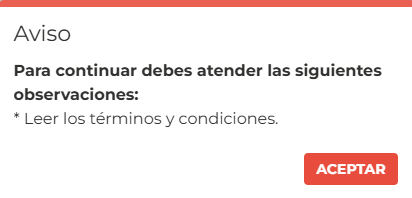 Aviso
Para continuar debes atender las siguientes
observaciones:
* Leer los términos y condiciones.
ACEPTAR